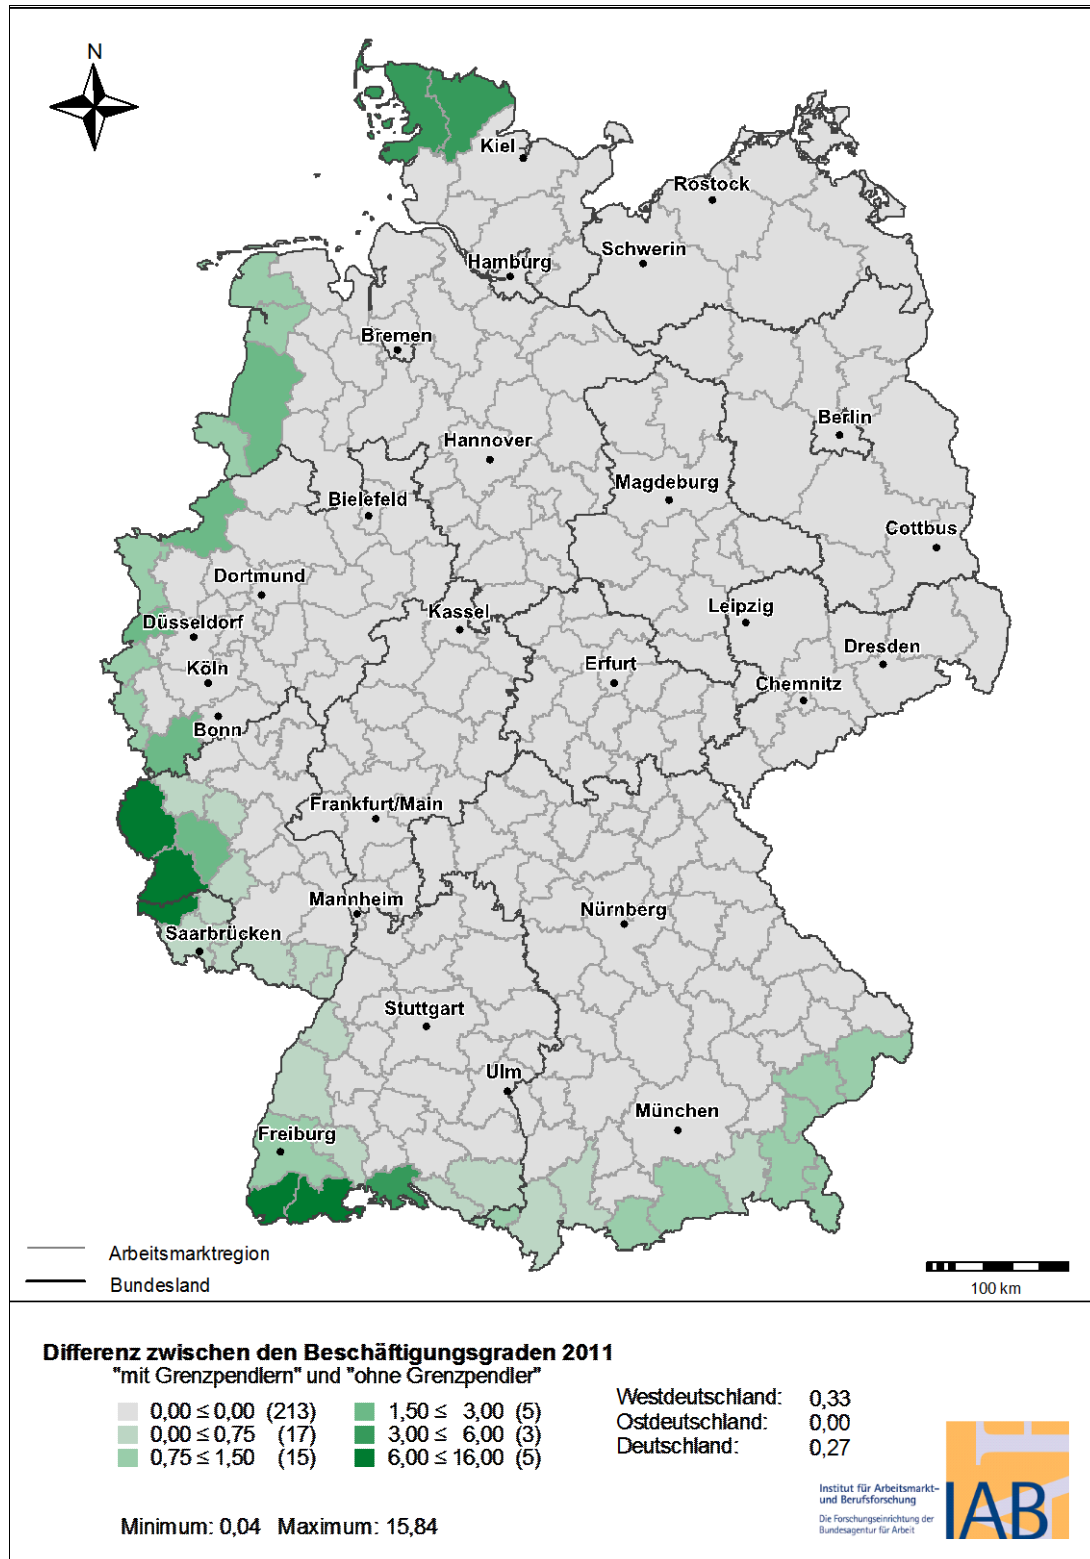 N
Kiel
Rostock
Schwerin
Hamburg
Bremen
Berlin
Hannover
Magdeburg
Bielefeld
Cottbus
Dortmund
Kassel
Leipzig
Düsseldorf
Dresden
Köln
Erfurt
Chemnitz
Bonn
Frankfurt/Main
Mannheim
Nürnberg
Saarbrücken
Stuttgart
Ulm
München
Freiburg
Arbeitsmarktregion
Bundesland
100 km
Differenz zwischen den Beschäftigungsgraden 2011
"mit Grenzpendlern" und "ohne Grenzpendler"
0,00 ≤ 0,00 (213)
0,00 ≤ 0,75 (17)
0,75 ≤ 1,50 (15)
1,50 ≤ 3,00 (5)
3,00 ≤ 6,00 (3)
6,00 ≤ 16,00 (5)
Westdeutschland: 0,33
Ostdeutschland: 0,00
Deutschland: 0,27
Minimum: 0,04 Maximum: 15,84
Institut für Arbeitsmarkt-
und Berufsforschung
Die Forschungseinrichtung der
Bundesagentur für Arbeit
IAB